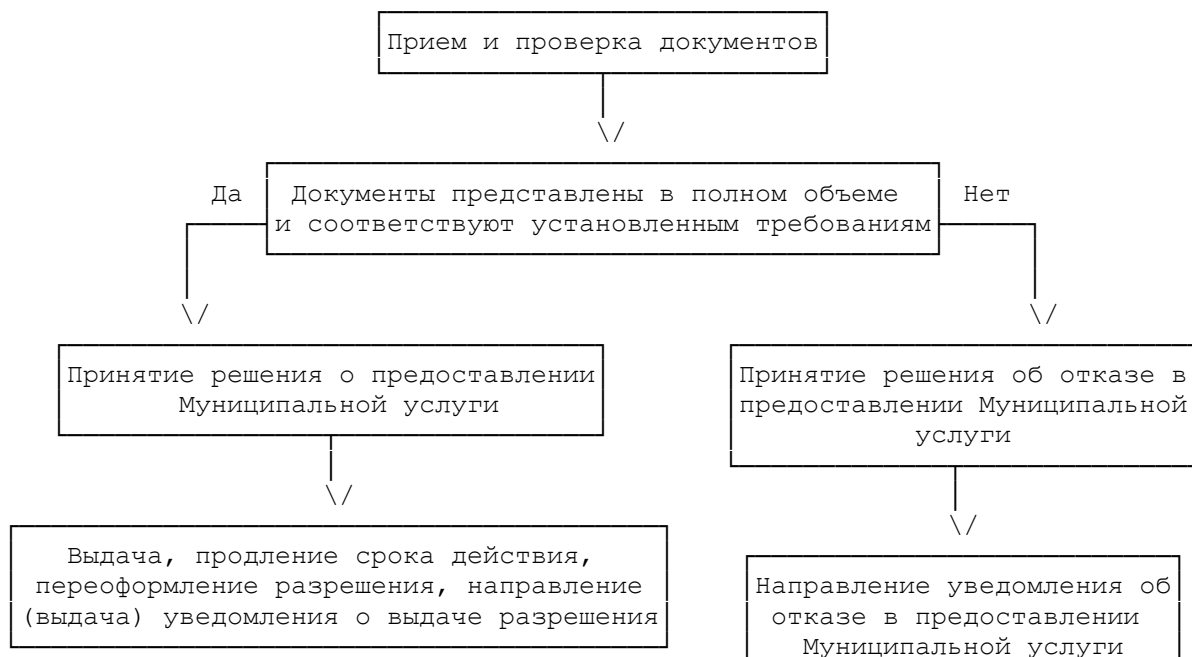 Прием и проверка документов
Да
Документы представлены в полном объеме
и соответствуют установленным требованиям
Нет
Принятие решения о предоставлении
Муниципальной услуги
Принятие решения об отказе в
предоставлении Муниципальной
услуги
Выдача, продление срока действия,
переоформление разрешения, направление
(выдача) уведомления о выдаче разрешения
Направление уведомления об
отказе в предоставлении
Муниципальной услуги